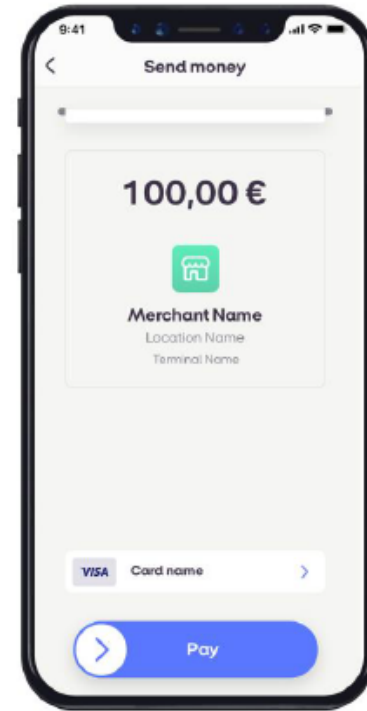 9:41
Send money
100,00 €
Merchant Name
Location Name
Terminal Name
VISA Card name
Pay